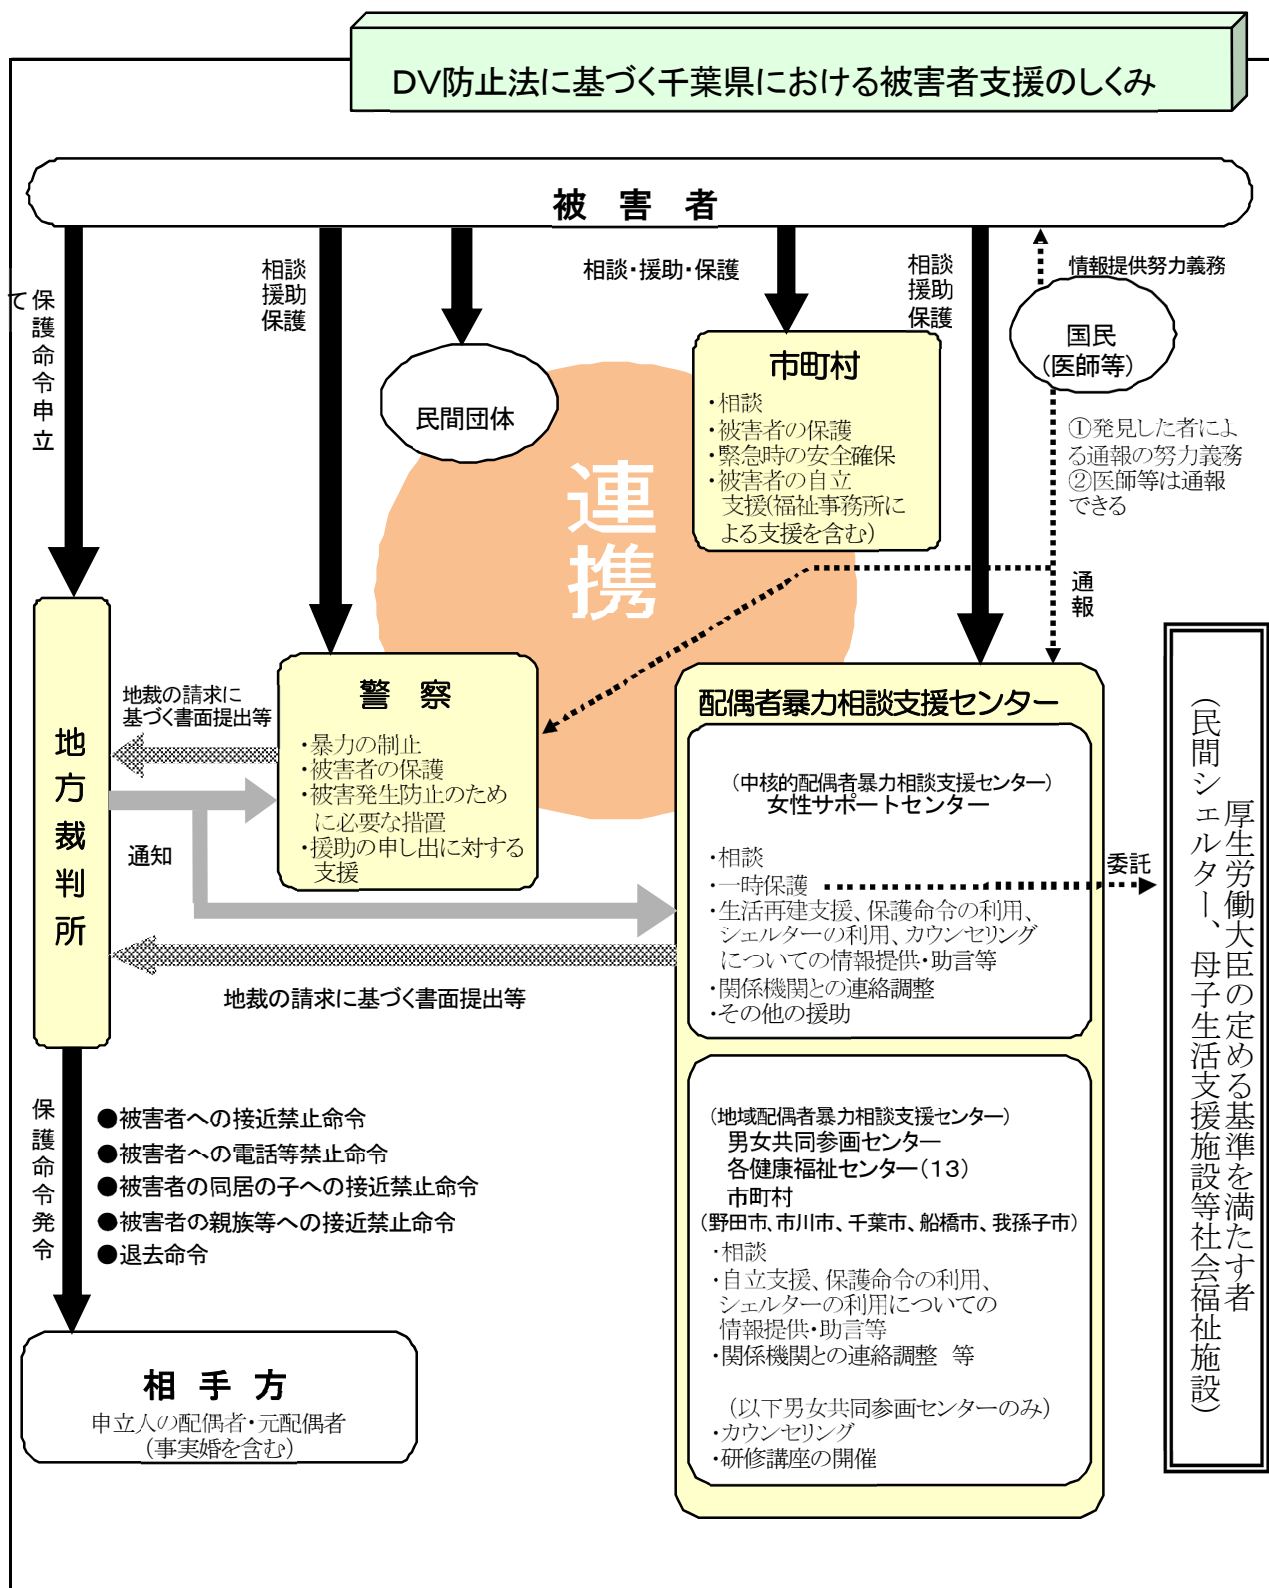 DV防止法に基づく千葉県における被害者支援のしくみ
被 害 者
保護命令申立
て
相談
援助
保護
相談・援助・保護
相談
援助
保護
情報提供努力義務
国民
(医師等)
民間団体
市町村
・相談
・被害者の保護
・緊急時の安全確保
・被害者の自立
支援(福祉事務所に
よる支援を含む)
①発見した者によ
る通報の努力義務
②医師等は通報
できる
連
携
通
報
地方裁判所
地裁の請求に
基づく書面提出等
警 察
・暴力の制止
・被害者の保護
・被害発生防止のため
に必要な措置
・援助の申し出に対する
支援
通知
地裁の請求に基づく書面提出等
配偶者暴力相談支援センター
(中核的配偶者暴力相談支援センター)
女性サポートセンター
・相談
・一時保護
・生活再建支援、保護命令の利用、
シェルターの利用、カウンセリング
についての情報提供・助言等
・関係機関との連絡調整
・その他の援助
委託
厚生労働大臣の定める基準を満たす者
(民間シェルター、母子生活支援施設等社会福祉施設)
(地域配偶者暴力相談支援センター)
男女共同参画センター
各健康福祉センター(13)
市町村
(野田市、市川市、千葉市、船橋市、我孫子市)
・相談
・自立支援、保護命令の利用、
シェルターの利用についての
情報提供・助言等
・関係機関との連絡調整 等
(以下男女共同参画センターのみ)
・カウンセリング
・研修講座の開催
保護命令発令
●被害者への接近禁止命令
●被害者への電話等禁止命令
●被害者の同居の子への接近禁止命令
●被害者の親族等への接近禁止命令
●退去命令
相 手 方
申立人の配偶者・元配偶者
(事実婚を含む)